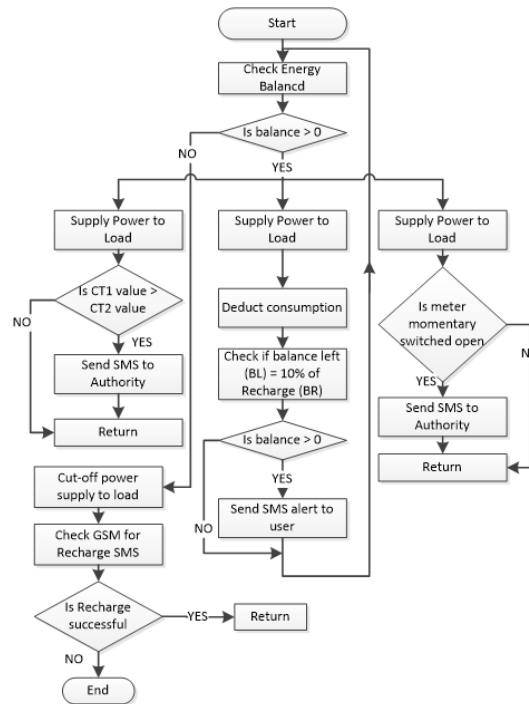 Start
Check Energy
Balancd
Is balance > 0
NO
YES
Supply Power to
Load
Is CT1 value >
CT2 value
NO
YES
Send SMS to
Authority
Return
Supply Power to
Load
Deduct consumption
Check if balance left
(BL) = 10% of
Recharge (BR)
Is balance > 0
YES
NO
Send SMS alert to
user
Supply Power to
Load
Is meter
momentary
switched open
YES
N
Send SMS to
Authority
Return
Cut-off power
supply to load
Check GSM for
Recharge SMS
Is Recharge
successful
YES
Return
NO
End